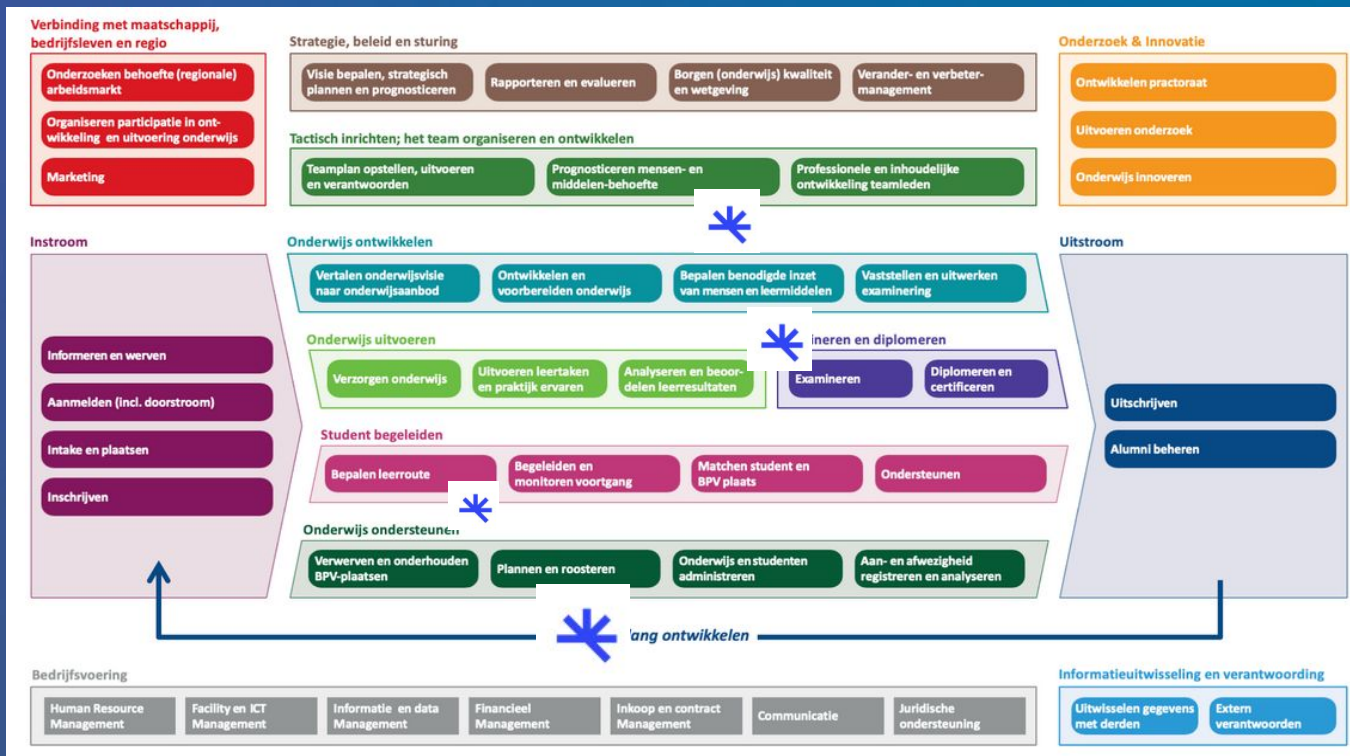 Verbinding met maatschappij,
bedrijfsleven en regio
Onderzoeken behoefte (regionale)
arbeidsmarkt
Organiseren participatie in ont-
wikkeling en uitvoering onderwijs
Marketing
Strategie, beleid en sturing
Visie bepalen, strategisch
plannen en prognosticeren
Rapporteren en evalueren
Borgen (onderwijs) kwaliteit
en wetgeving
Verander- en verbeter-
management
Tactisch inrichten; het team organiseren en ontwikkelen
Teamplan opstellen, uitvoeren
en verantwoorden
Prognosticeren mensen- en
middelen-behoefte
Professionele en inhoudelijke
ontwikkeling teamleden
Onderzoek & Innovatie
Ontwikkelen practoraat
Uitvoeren onderzoek
Onderwijs innoveren
Instroom
Informeren en werven
Aanmelden (incl. doorstroom)
Intake en plaatsen
Inschrijven
Onderwijs ontwikkelen
Vertalen onderwijsvisie
naar onderwijsaanbod
Ontwikkelen en
voorbereiden onderwijs
Bepalen benodigde inzet
van mensen en leermiddelen
Vaststellen en uitwerken
examinering
Onderwijs uitvoeren
Verzorgen onderwijs
Uitvoeren leertaken
en praktijk ervaren
Analyseren en beoor-
delen leerresultaten
ineren en diplomeren
Examineren
Diplomeren en
certificeren
Student begeleiden
Bepalen leerroute
Begeleiden en
monitoren voortgang
Matchen student en
BPV plaats
Ondersteunen
Onderwijs ondersteunen
Verwerven en onderhouden
BPV-plaatsen
Plannen en roosteren
Onderwijs en studenten
administreren
Aan- en afwezigheid
registreren en analyseren
Uitstroom
Uitschrijven
Alumni beheren
lang ontwikkelen
Bedrijfsvoering
Human Resource
Management
Facility en ICT
Management
Informatie en data
Management
Financieel
Management
Inkoop en contract
Management
Communicatie
Juridische
ondersteuning
Informatieuitwisseling en verantwoording
Uitwisselen gegevens
met derden
Extern
verantwoorden